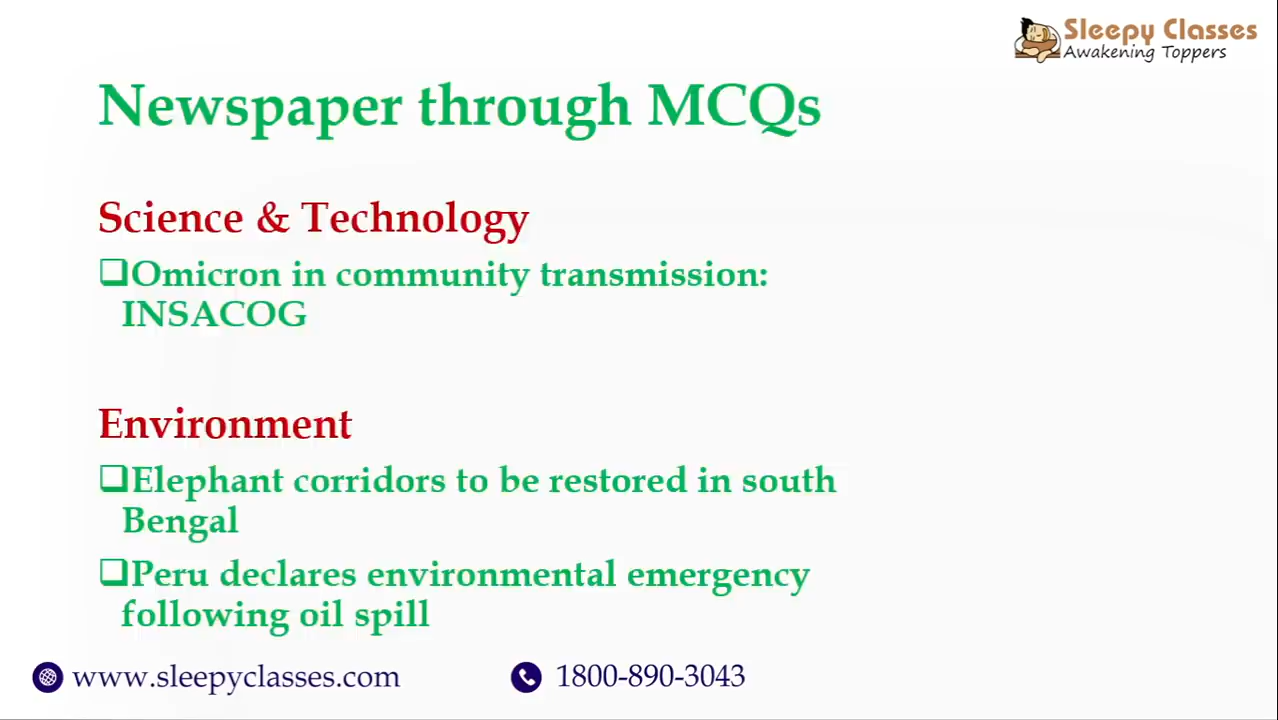 Sleepy Classes
Awakening Toppers
Newspaper through MCQs
Science & Technology
❑Omicron in community transmission:
INSACOG
Environment
❑Elephant corridors to be restored in south
Bengal
❑Peru declares environmental emergency
following oil spill
www.sleepyclasses.com
1800-890-3043